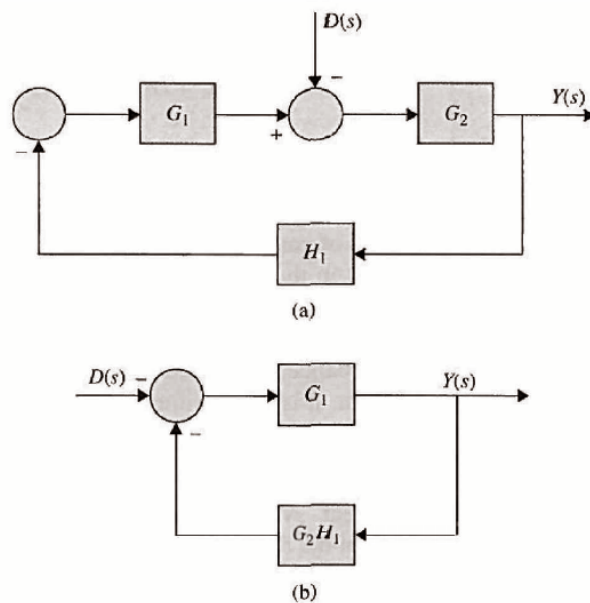 D(s)
−
G₁
+
G₂
Y(s)
−
H₁
(a)
D(s) −
G₁
Y(s)
−
G₂H₁
(b)